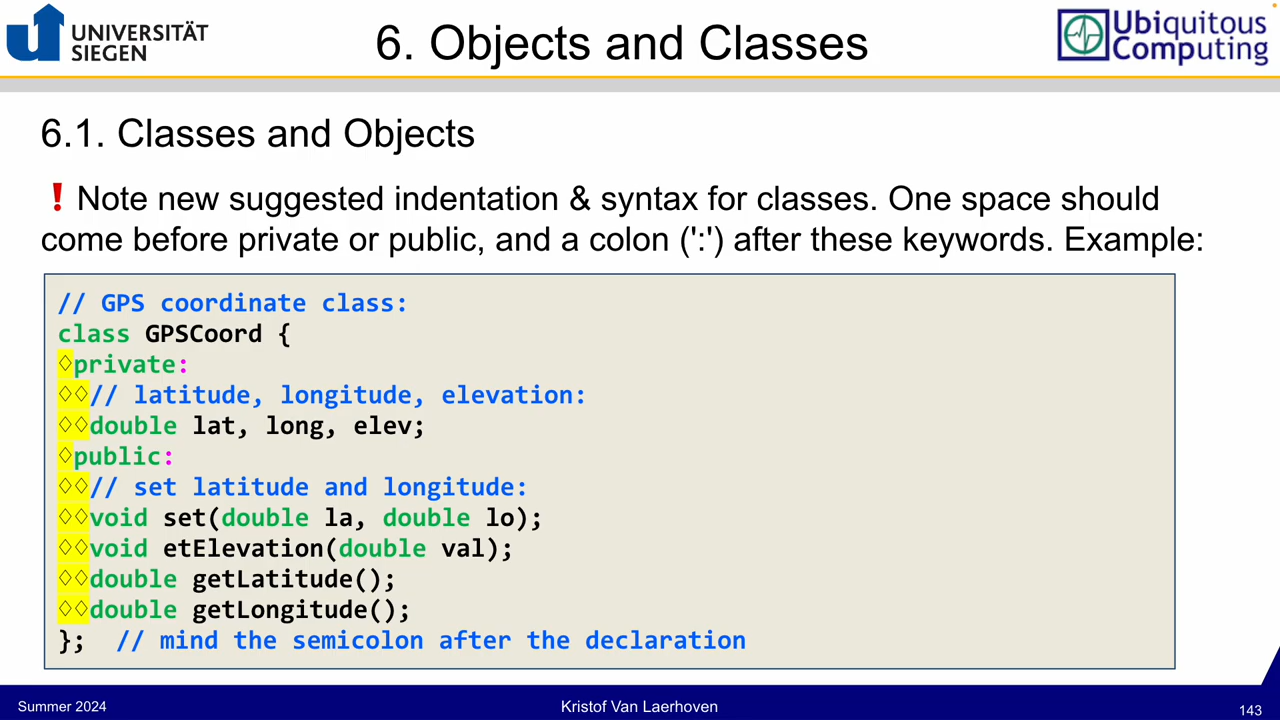 UNIVERSITÄT
SIEGEN
6. Objects and Classes
Ubiquitous
Computing
6.1. Classes and Objects
❗Note new suggested indentation & syntax for classes. One space should
come before private or public, and a colon (':') after these keywords. Example:
// GPS coordinate class:
class GPSCoord {
◊private:
◊◊// latitude, longitude, elevation:
◊◊double lat, long, elev;
◊public:
◊◊// set latitude and longitude:
◊◊void set(double la, double lo);
◊◊void etElevation(double val);
◊◊double getLatitude();
◊◊double getLongitude();
};  // mind the semicolon after the declaration
Summer 2024
Kristof Van Laerhoven
143